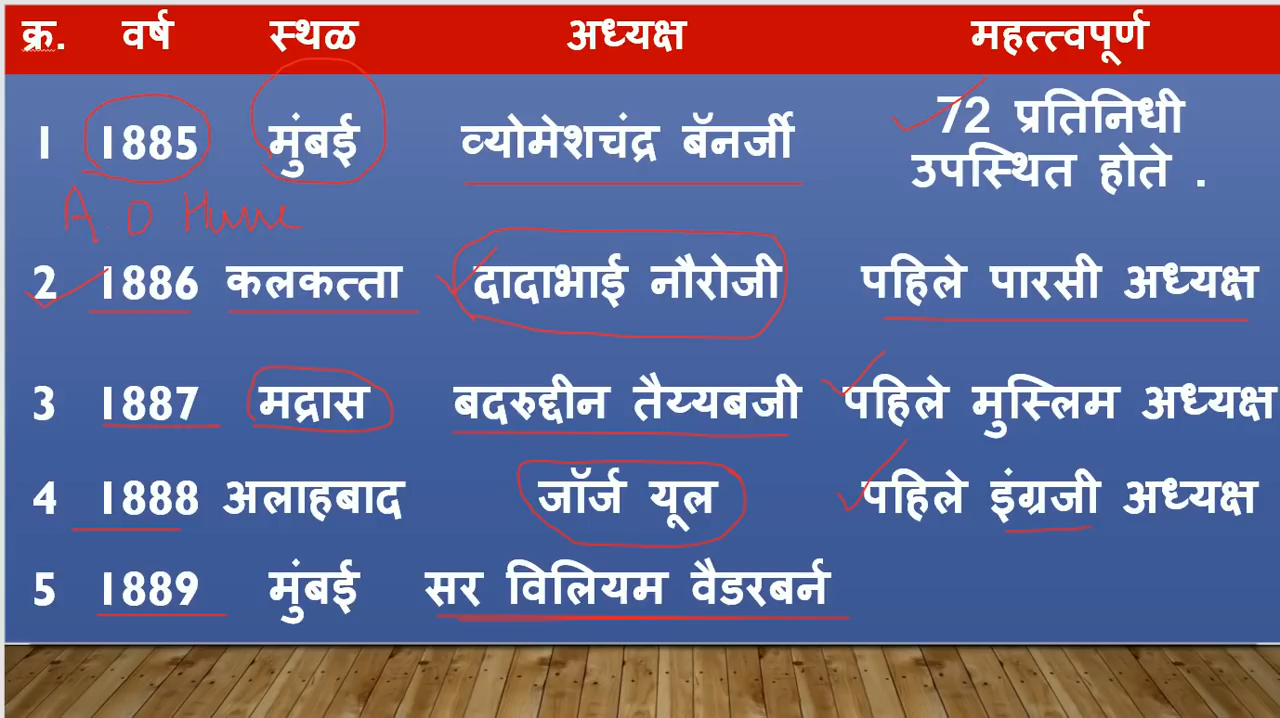 क्र. वर्ष स्थळ अध्यक्ष महत्त्वपूर्ण
1 1885 मुंबई व्योमेशचंद्र बॅनर्जी 72 प्रतिनिधी
उपस्थित होते .
A.O Hume
2 1886 कलकत्ता दादाभाई नौरोजी पहिले पारसी अध्यक्ष
3 1887 मद्रास बदरुद्दीन तैय्यबजी पहिले मुस्लिम अध्यक्ष
4 1888 अलाहबाद जॉर्ज यूल पहिले इंग्रजी अध्यक्ष
5 1889 मुंबई सर विलियम वैडरबर्न